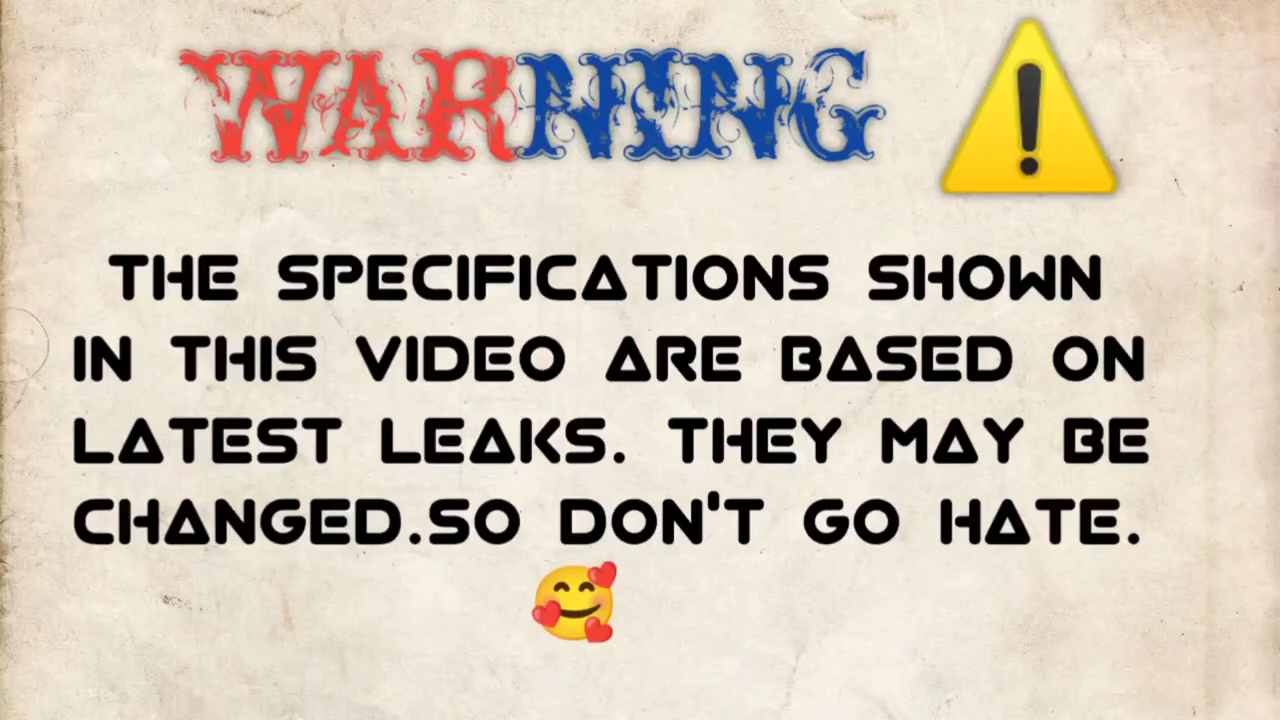 WARNING ⚠️
THE SPECIFICATIONS SHOWN
IN THIS VIDEO ARE BASED ON
LATEST LEAKS. THEY MAY BE
CHANGED.SO DON'T GO HATE.
🥰